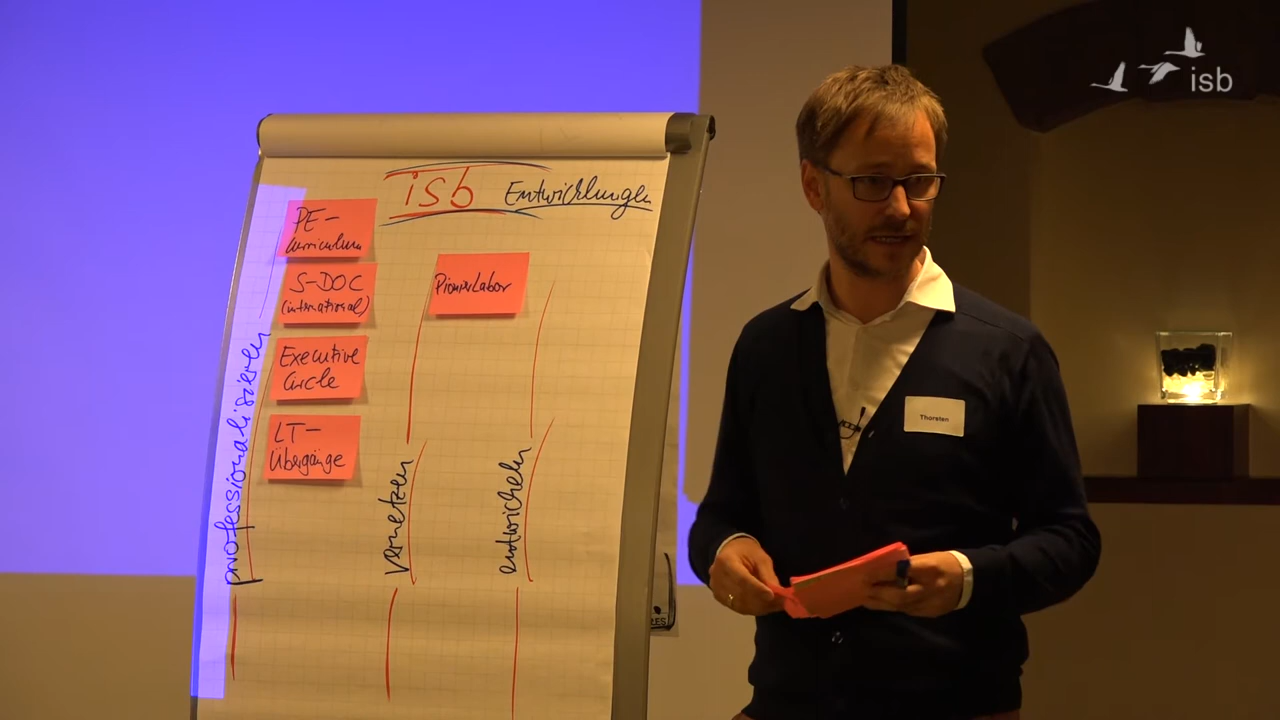 isb
isb Entwicklungen
PE-
Curriculum
S-DOC
(international)
Executive
Circle
LT-
Übergänge
PionierLabor
professionalisieren
vernetzen
entwickeln
Thorsten